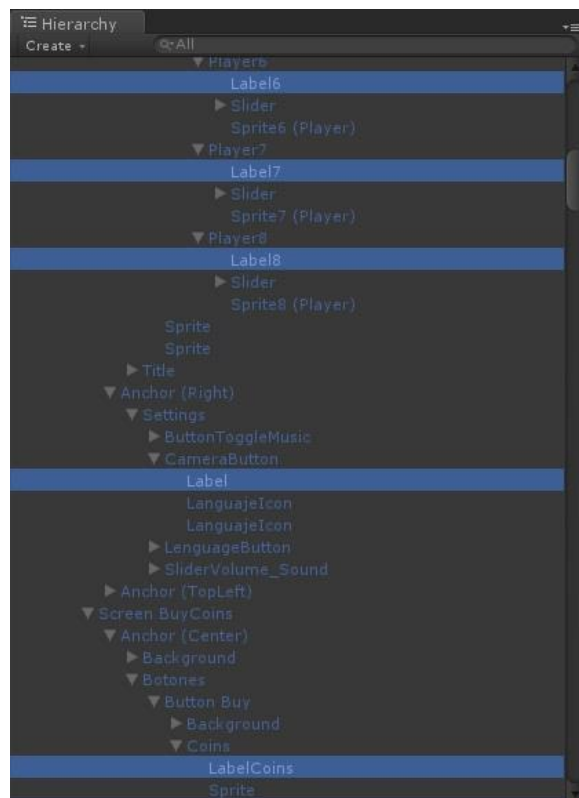 Hierarchy
Create All
Player6
Label6
Slider
Sprite6 (Player)
Player7
Label7
Slider
Sprite7 (Player)
Player8
Label8
Slider
Sprite8 (Player)
Sprite
Sprite
Title
Anchor (Right)
Settings
ButtonToggleMusic
CameraButton
Label
LanguajeIcon
LanguajeIcon
LenguageButton
SliderVolume_Sound
Anchor (TopLeft)
Screen BuyCoins
Anchor (Center)
Background
Botones
Button Buy
Background
Coins
LabelCoins
Sprite